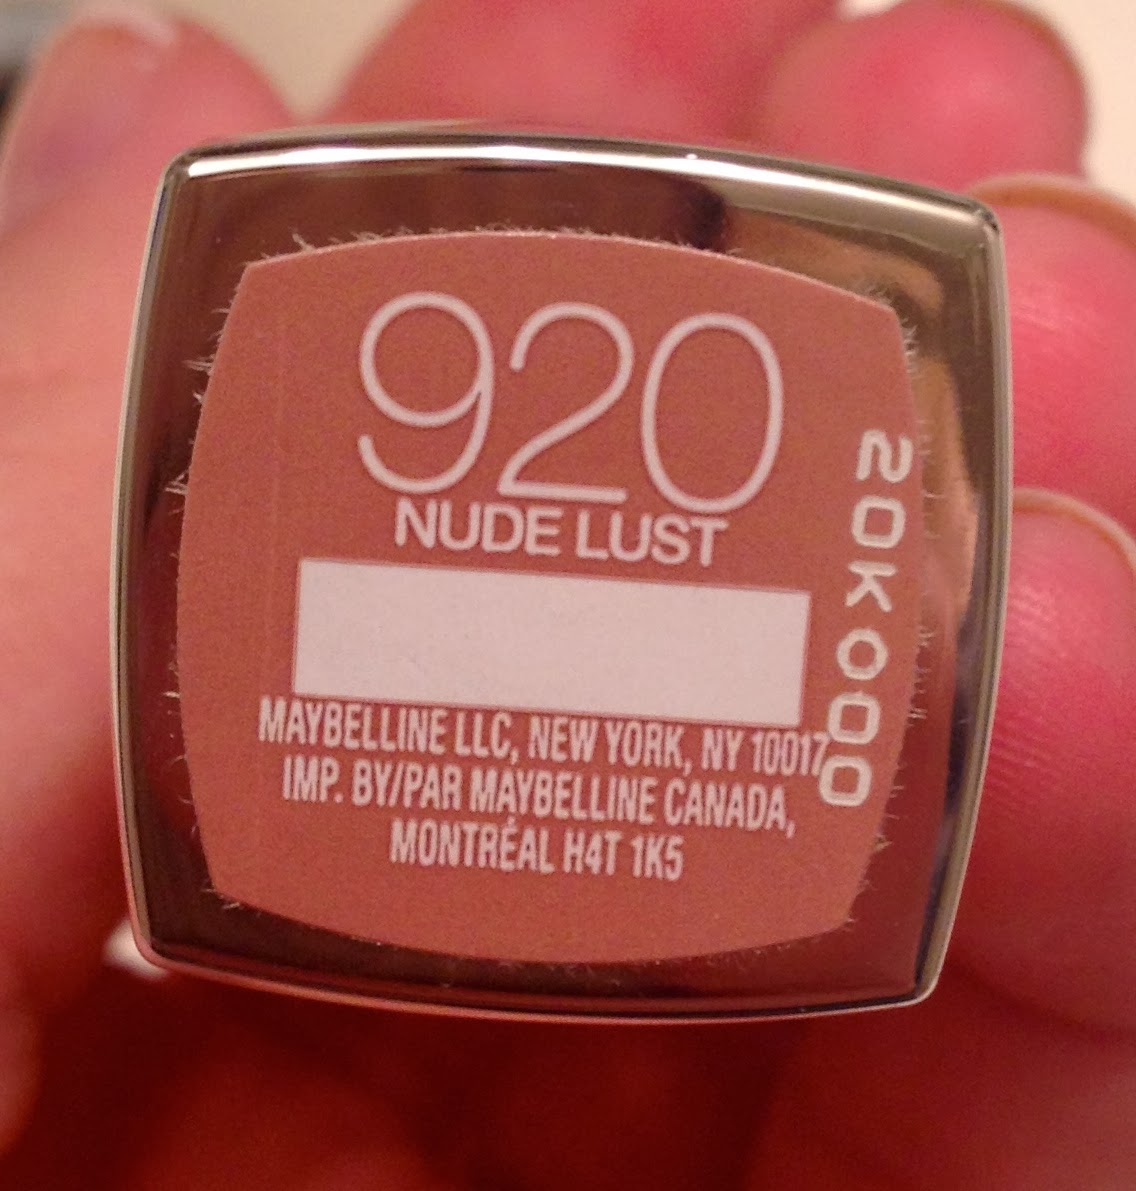 920
NUDE LUST
MAYBELLINE LLC, NEW YORK, NY 10017
IMP. BY/PAR MAYBELLINE CANADA,
MONTRÉAL H4T 1K5
20K000